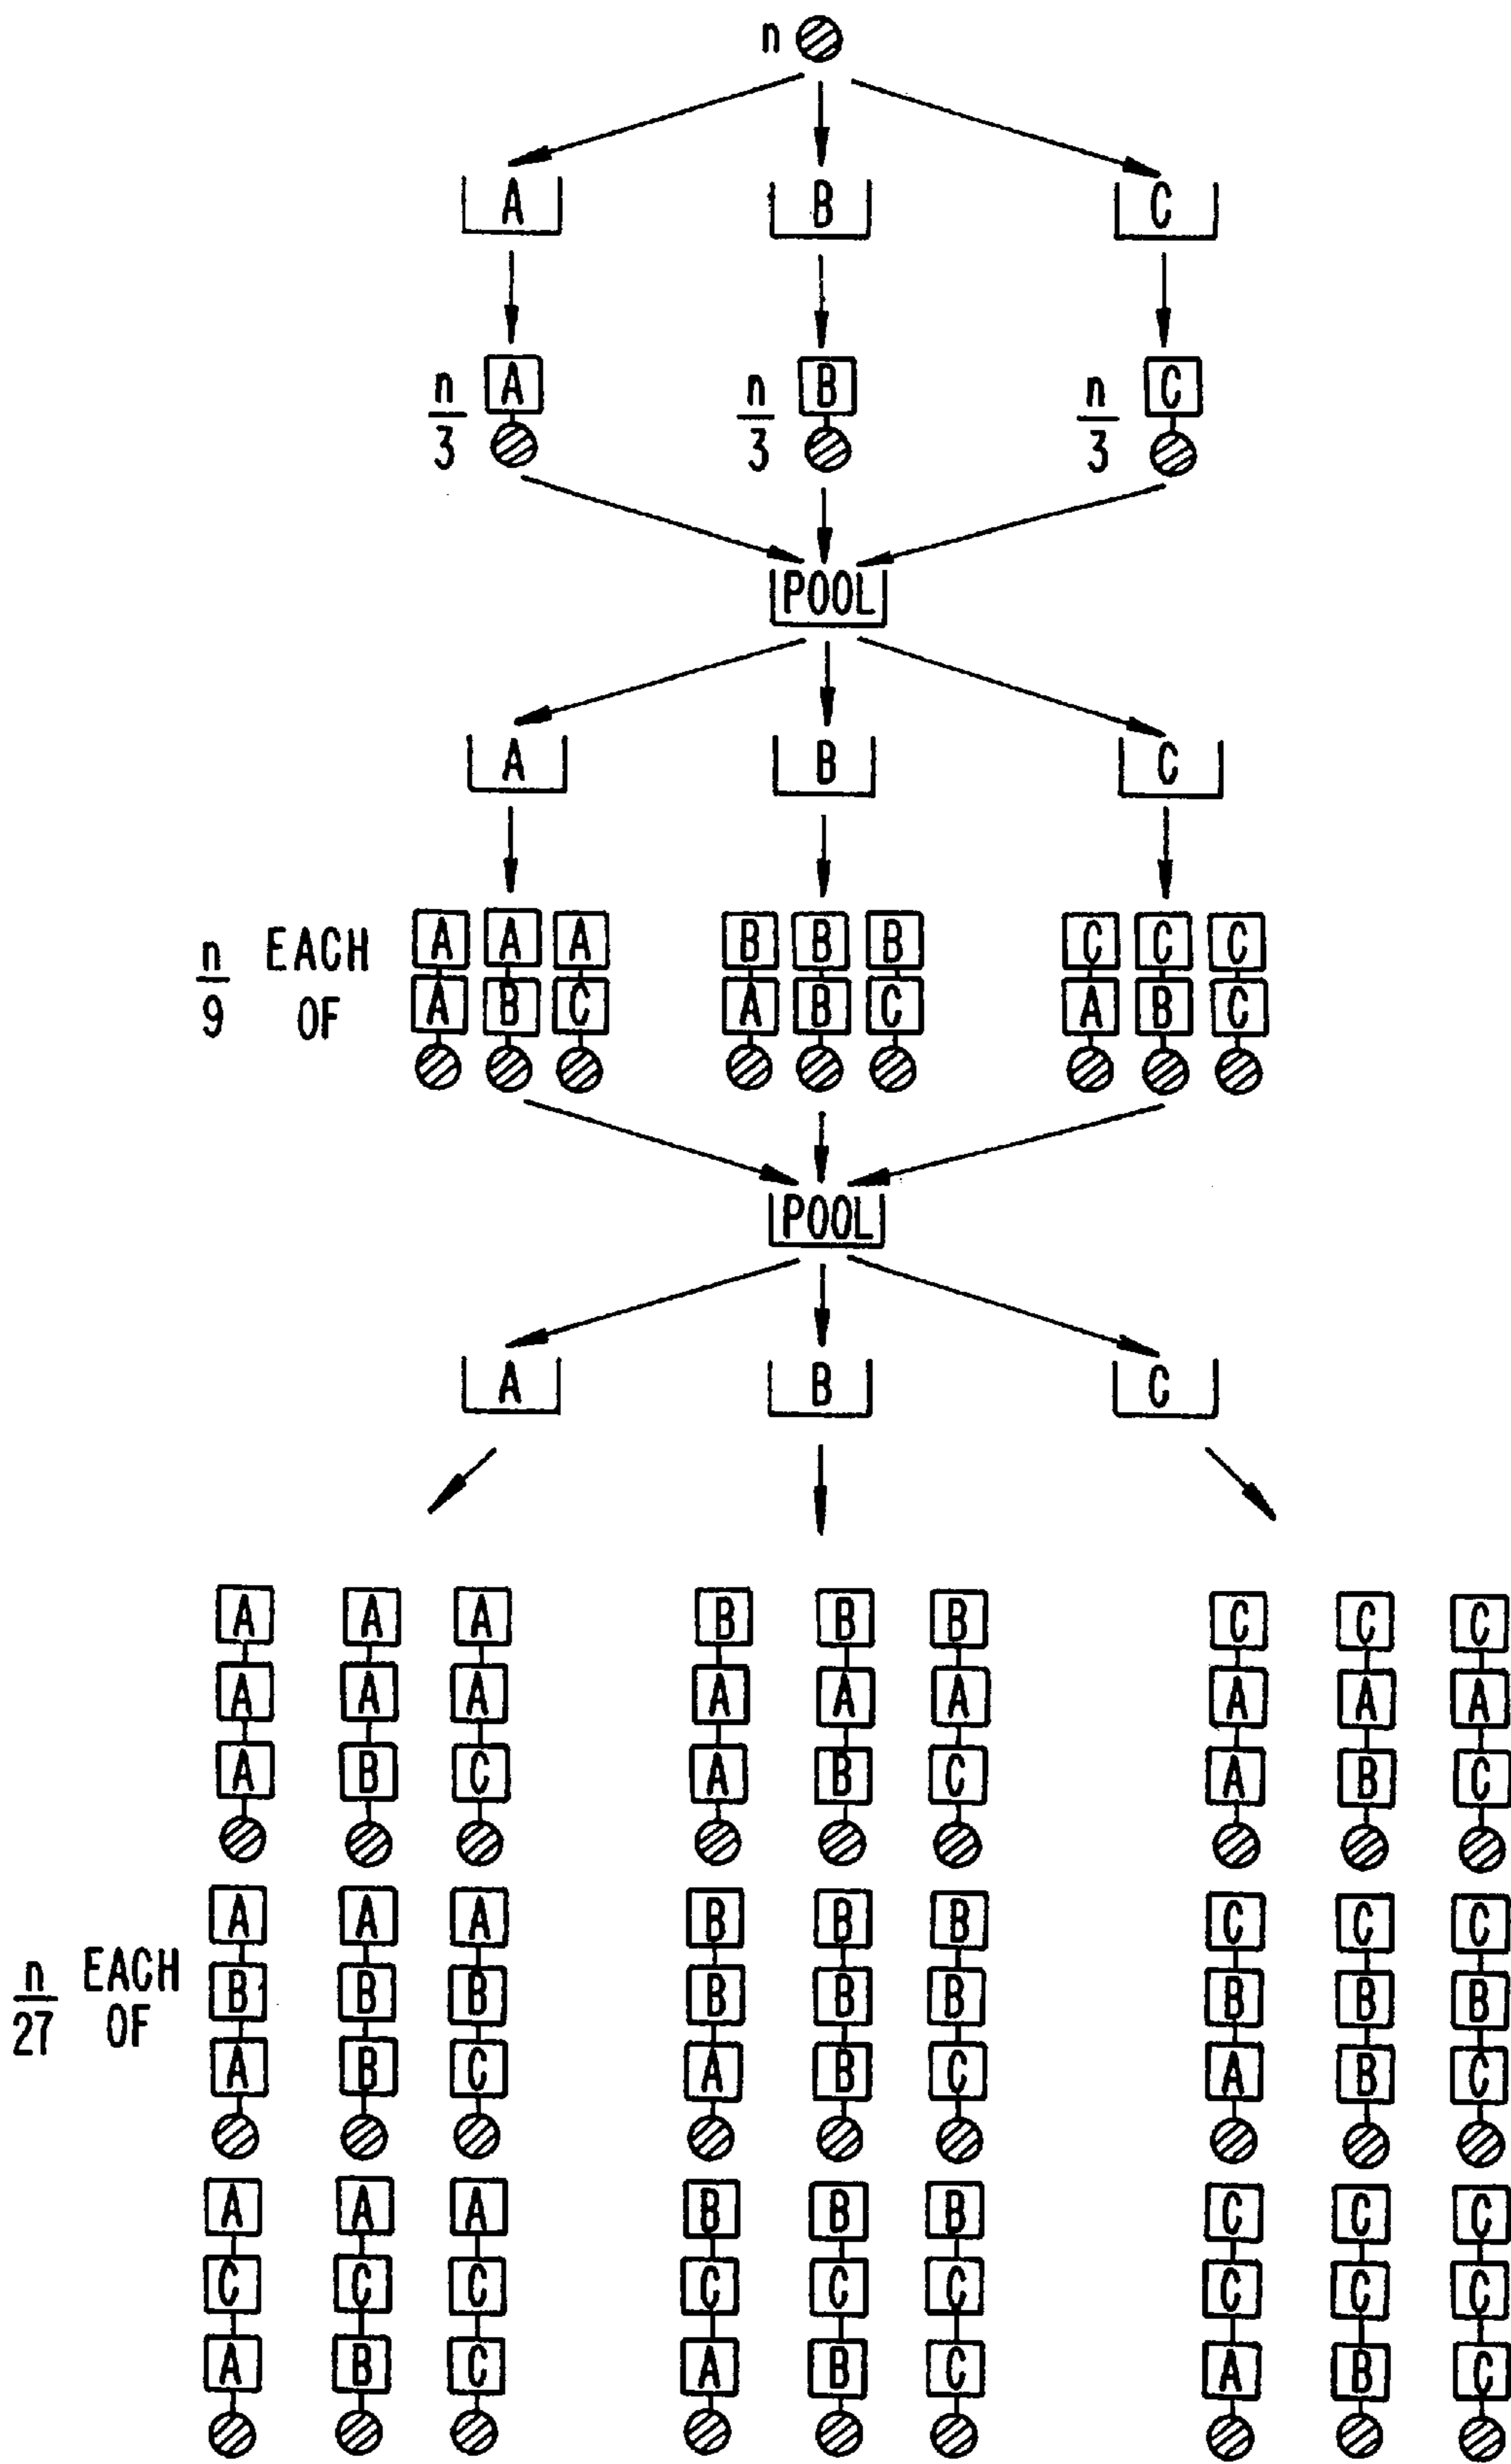 n
A B C
n/3 A n/3 B n/3 C
POOL
A B C
A A A B B B C C C
n/9 EACH OF
A B C A B C A B C
POOL
A B C
A A A B B B C C C
A A A A A A A A A
A B C A B C A B C
A A A B B B C C C
n/27 EACH OF
B B B B B B B B B
A B C A B C A B C
A A A B B B C C C
C C C C C C C C C
A B C A B C A B C